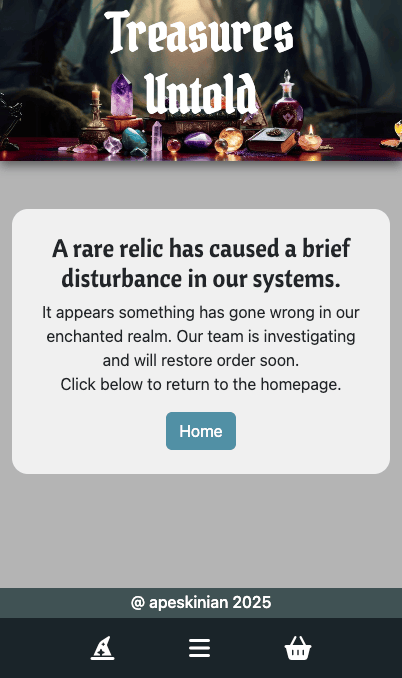 Treasures
Untold
A rare relic has caused a brief
disturbance in our systems.
It appears something has gone wrong in our
enchanted realm. Our team is investigating
and will restore order soon.
Click below to return to the homepage.
Home
@ apeskinian 2025